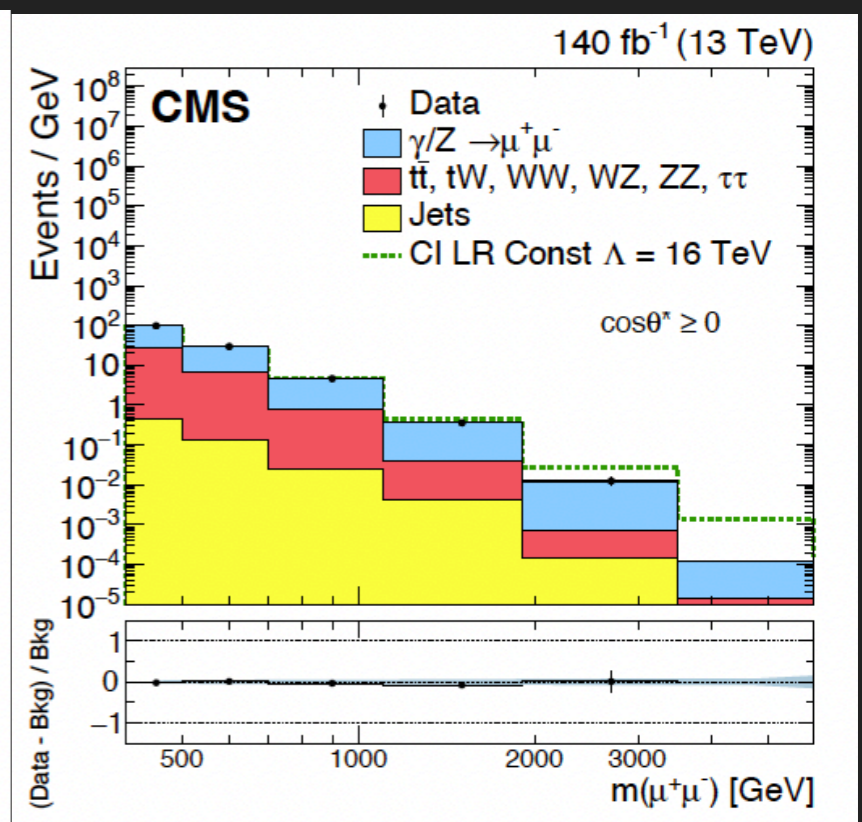 140 fb⁻¹ (13 TeV)
CMS
Data
γ/Z →μ⁺μ⁻
tt̄, tW, WW, WZ, ZZ, ττ
Jets
CI LR Const Λ = 16 TeV
cosθ* ≥ 0
Events / GeV
10⁸
10⁷
10⁶
10⁵
10⁴
10³
10²
10
1
10⁻¹
10⁻²
10⁻³
10⁻⁴
10⁻⁵
(Data - Bkg) / Bkg
1
0
−1
500 1000 2000 3000
m(μ⁺μ⁻) [GeV]